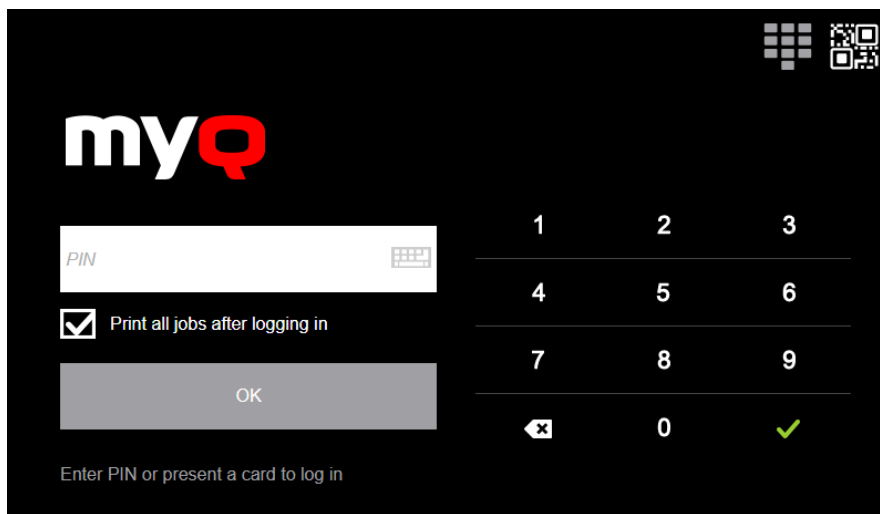 myQ
PIN
Print all jobs after logging in
OK
Enter PIN or present a card to log in
1 2 3
4 5 6
7 8 9
0